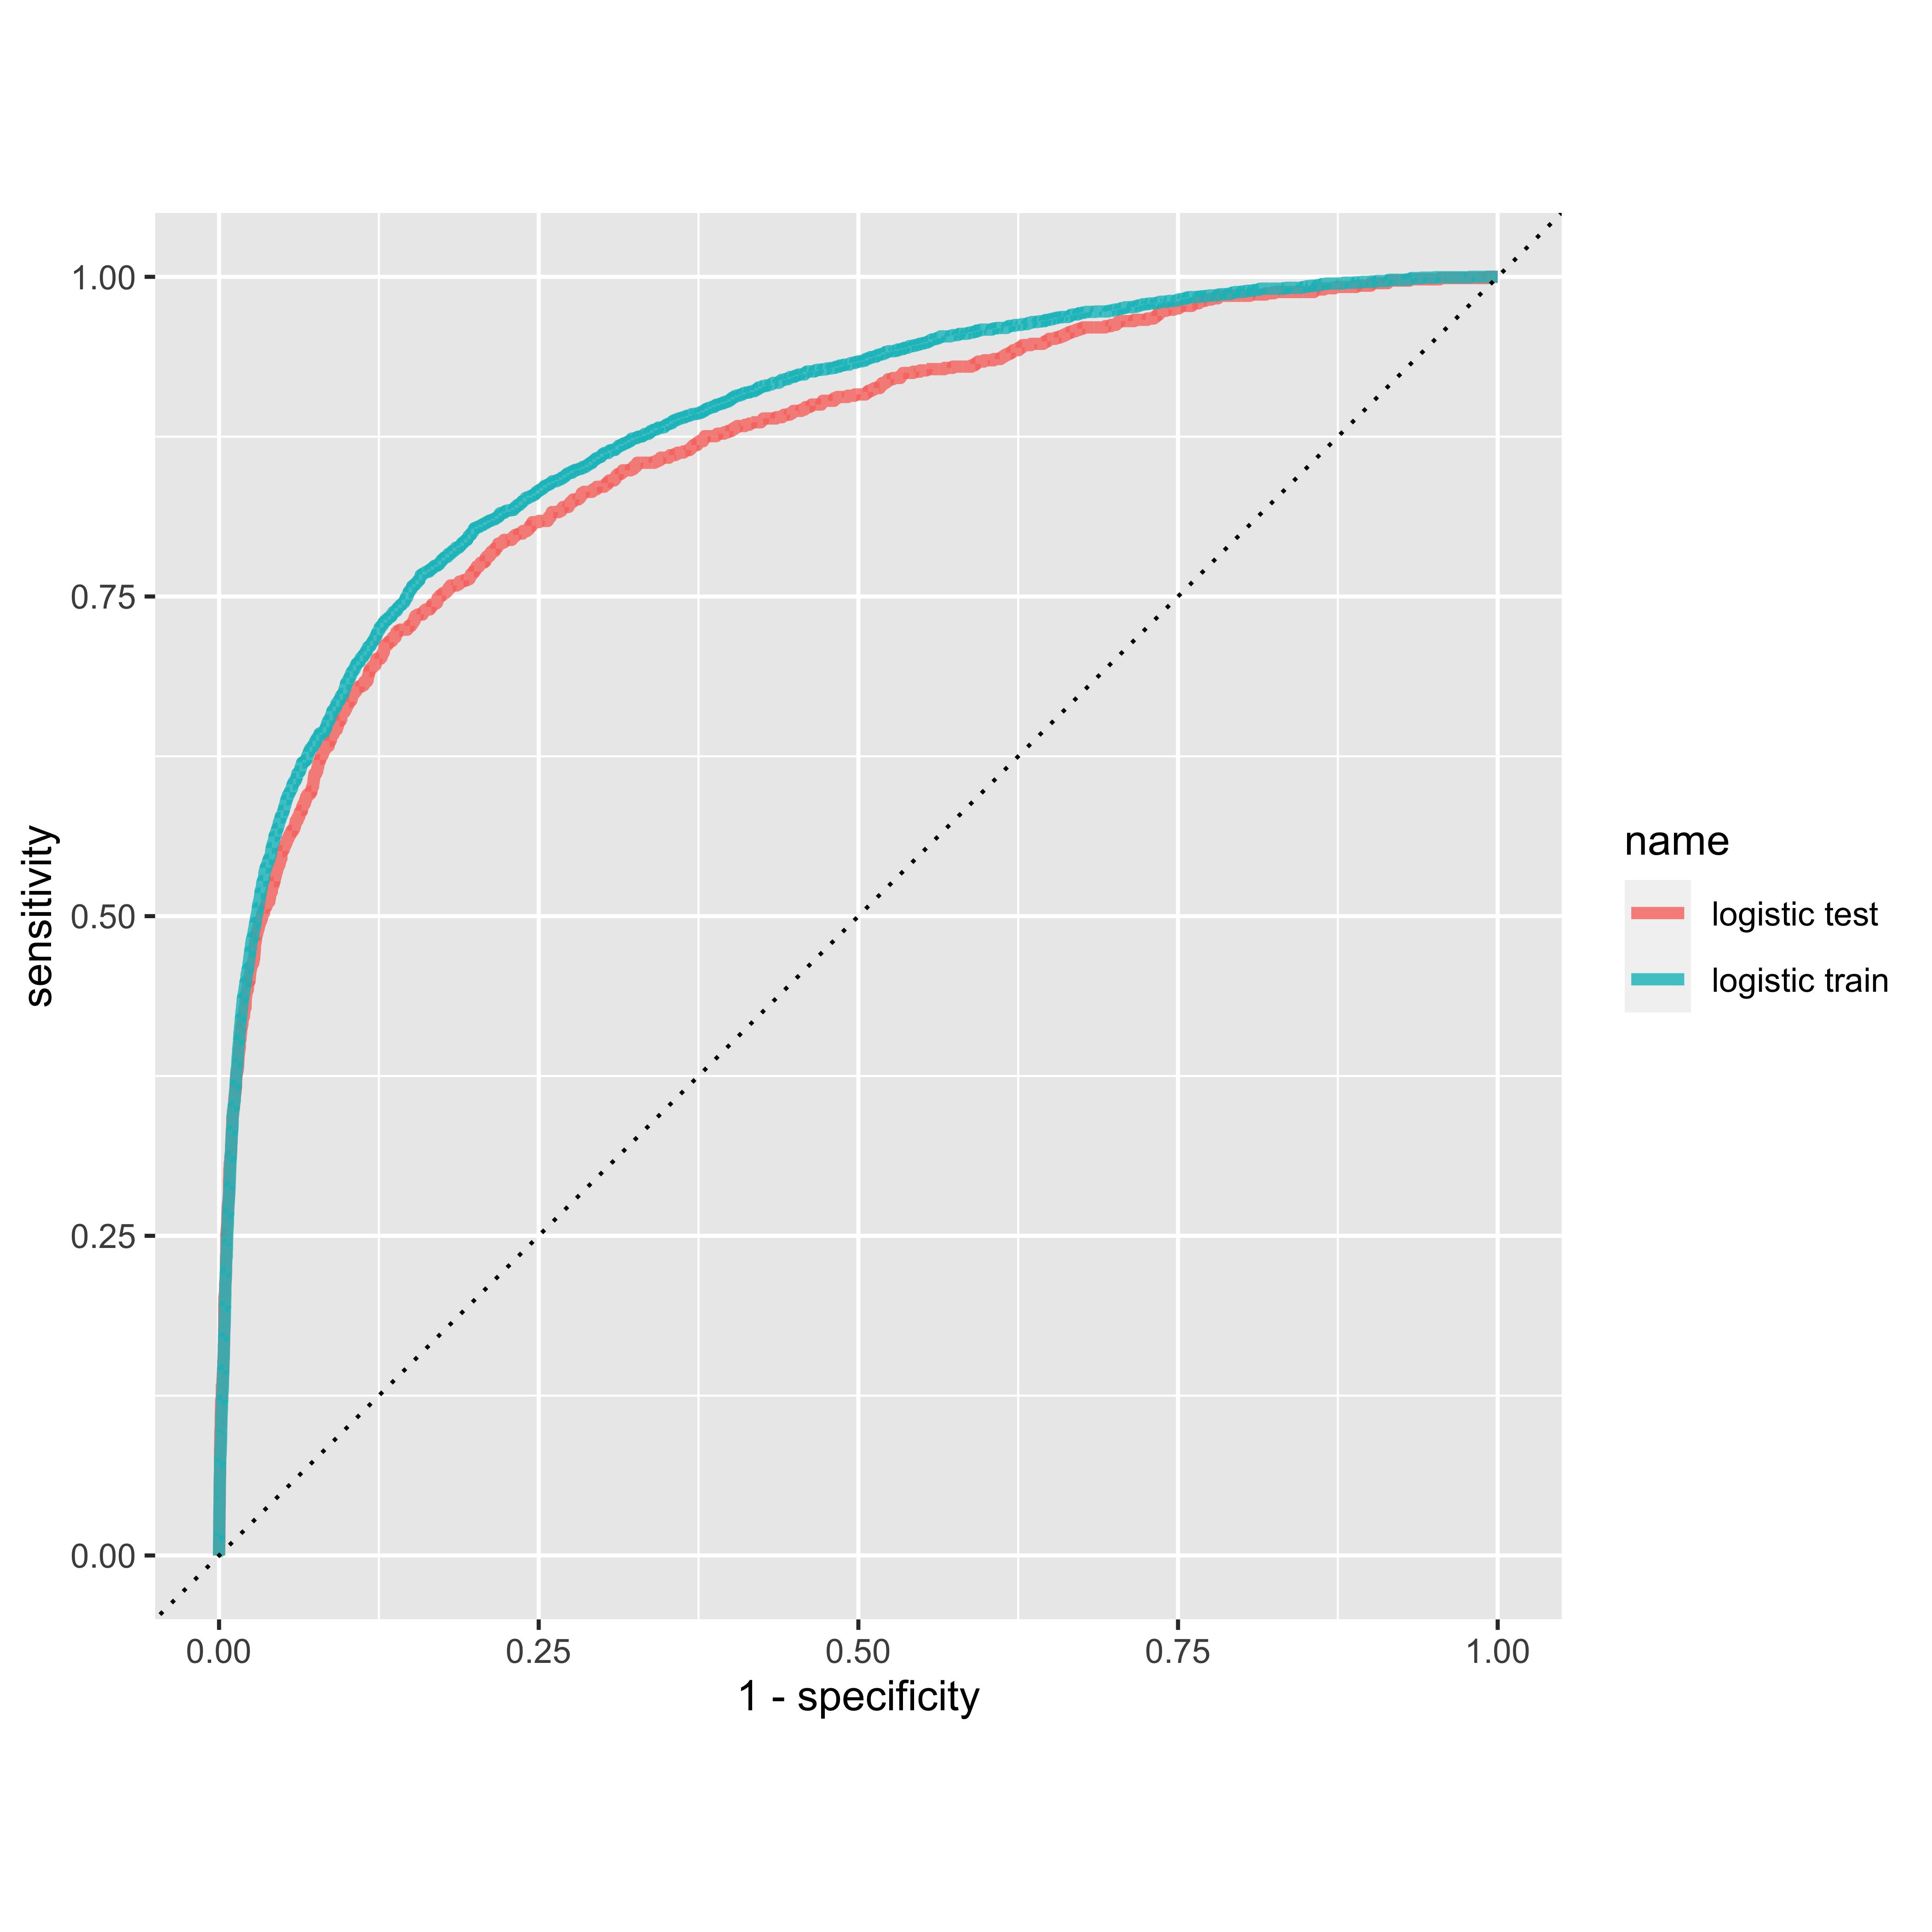 1.00
0.75
0.50
0.25
0.00
sensitivity
0.00 0.25 0.50 0.75 1.00
1 - specificity
name
logistic test
logistic train